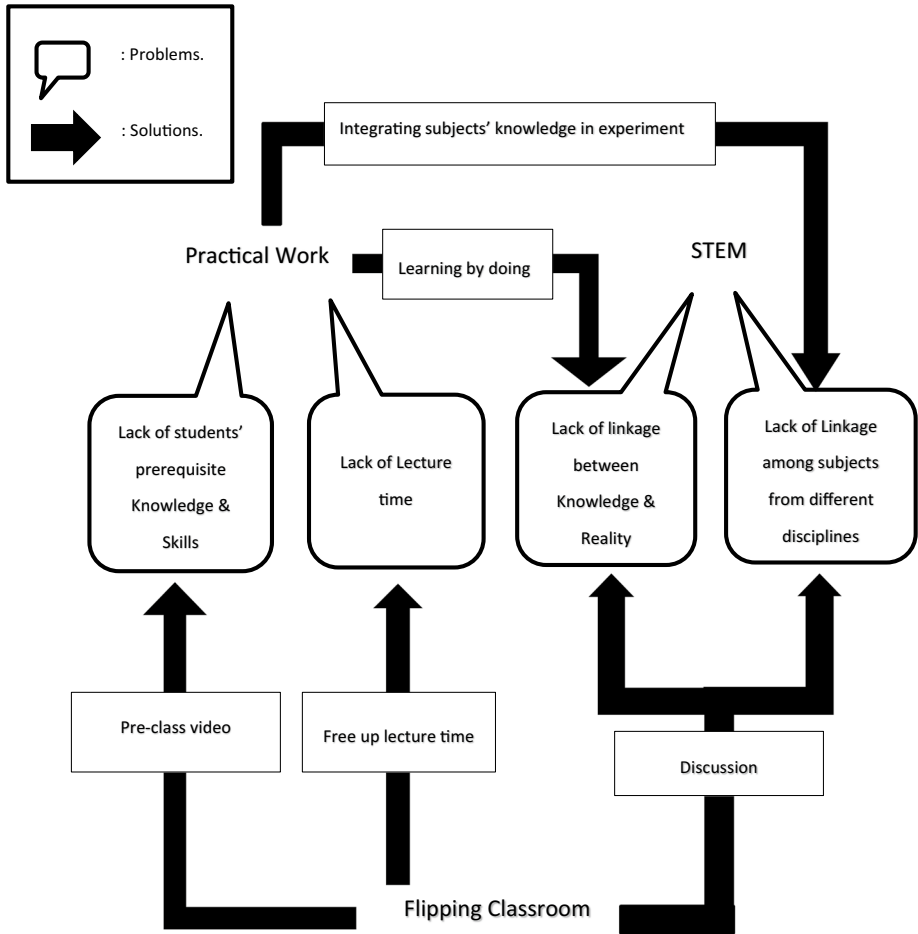 : Problems.
: Solutions.
Integrating subjects’ knowledge in experiment
Practical Work
Learning by doing
STEM
Lack of students’
prerequisite
Knowledge &
Skills
Lack of Lecture
time
Lack of linkage
between
Knowledge &
Reality
Lack of Linkage
among subjects
from different
disciplines
Pre-class video
Free up lecture time
Discussion
Flipping Classroom